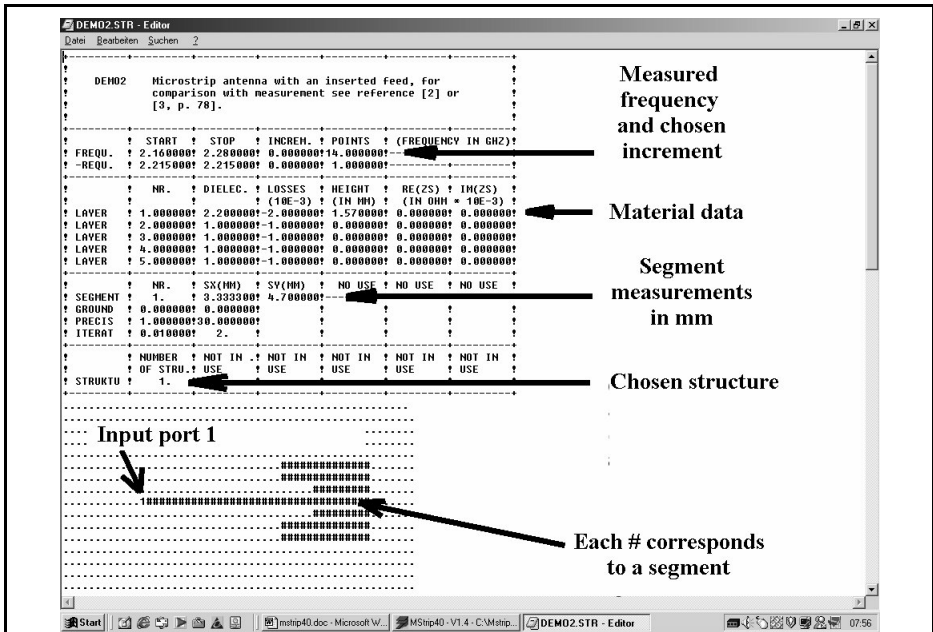 DEMO2.STR - Editor
Datei Bearbeiten Suchen ?
+---------+---------+---------+---------+---------+---------+---------+
! !
! DEMO2 Microstrip antenna with an inserted feed, for !
! comparison with measurement see reference [2] or !
! [3, p. 78]. !
! !
+---------+---------+---------+---------+---------+---------+---------+
! ! START ! STOP ! INCREM. ! POINTS ! (FREQUENCY IN GHZ)!
! FREQU. ! 2.160000! 2.280000! 0.000000!14.000000!---
! -REQU. ! 2.215000! 2.215000! 0.000000! 1.000000!
+---------+---------+---------+---------+---------+---------+---------+
! ! NR. ! DIELEC. ! LOSSES ! HEIGHT ! RE(ZS) ! IM(ZS) !
! ! ! ! (10E-3) ! (IN MM) ! (IN OHM * 10E-3) !
! LAYER ! 1.000000! 2.200000!-2.000000! 1.570000! 0.000000! 0.000000!
! LAYER ! 2.000000! 1.000000!-1.000000! 0.000000! 0.000000! 0.000000!
! LAYER ! 3.000000! 1.000000!-1.000000! 0.000000! 0.000000! 0.000000!
! LAYER ! 4.000000! 1.000000!-1.000000! 0.000000! 0.000000! 0.000000!
! LAYER ! 5.000000! 1.000000!-1.000000! 0.000000! 0.000000! 0.000000!
+---------+---------+---------+---------+---------+---------+---------+
! ! NR. ! SX(MM) ! SY(MM) ! NO USE ! NO USE ! NO USE !
! SEGMENT ! 1. ! 3.333300! 4.700000!---
! GROUND ! 0.000000! 0.000000! ! ! ! !
! PRECIS ! 1.000000!30.000000! ! ! ! !
! ITERAT ! 0.010000! 2. ! ! ! ! !
+---------+---------+---------+---------+---------+---------+---------+
! ! NUMBER ! NOT IN .! NOT IN ! NOT IN ! NOT IN ! NOT IN !
! ! OF STRU.! USE ! USE ! USE ! USE ! USE !
! STRUKTU ! 1. !
+---------+---------+---------+---------+---------+---------+---------+
Measured
frequency
and chosen
increment
Material data
Segment
measurements
in mm
Chosen structure
Input port 1
##############
##############
#########
1###################################
#########
##############
##############
Each # corresponds
to a segment
Start
mstrip40.doc - Microsoft W...
MStrip40 - V1.4 - C:\Mstrip...
DEMO2.STR - Editor
07:56